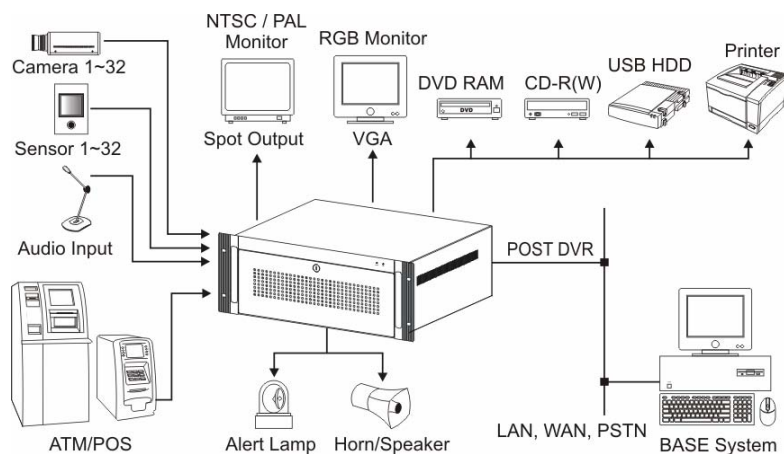 NTSC / PAL
Monitor
Spot Output
RGB Monitor
VGA
DVD RAM
DVD
CD-R(W)
USB HDD
Printer
Camera 1~32
Sensor 1~32
Audio Input
ATM/POS
Alert Lamp
Horn/Speaker
POST DVR
LAN, WAN, PSTN
BASE System